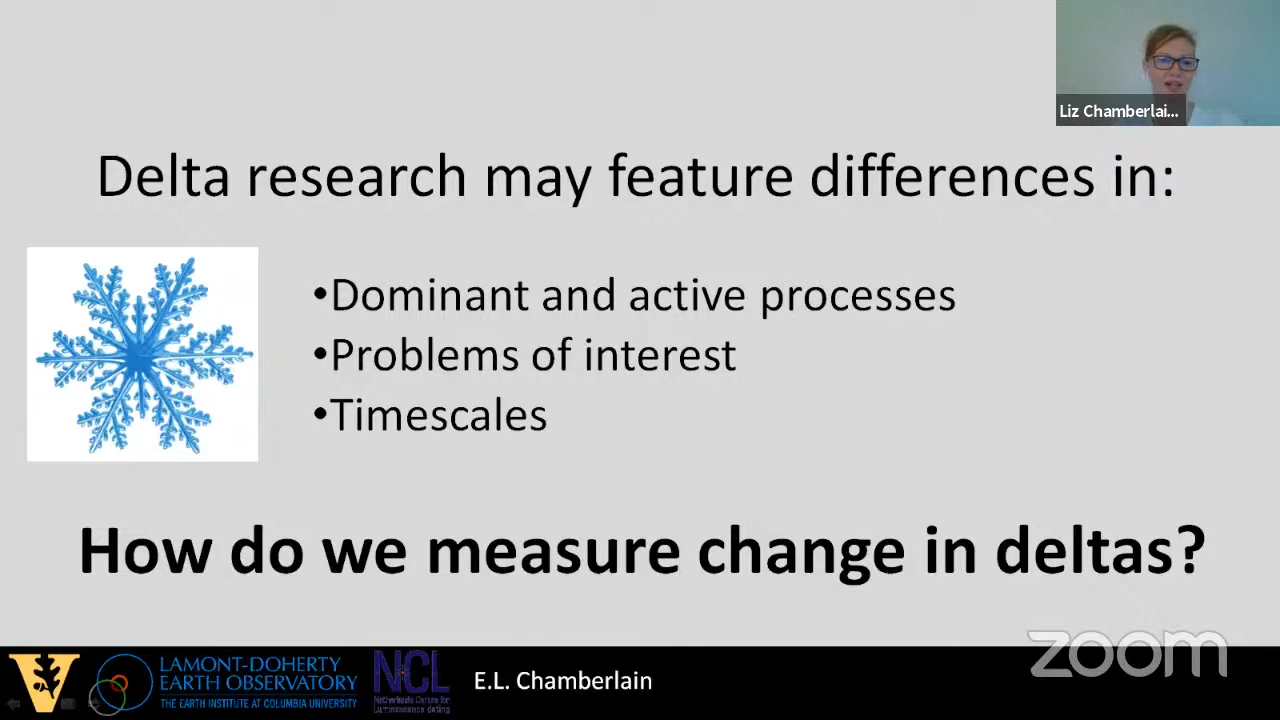 Liz Chamberlai...
Delta research may feature differences in:
•Dominant and active processes
•Problems of interest
•Timescales
How do we measure change in deltas?
zoom
V
LAMONT-DOHERTY
EARTH OBSERVATORY
THE EARTH INSTITUTE AT COLUMBIA UNIVERSITY
NCL
Netherlands Centre for
Luminescence dating
E.L. Chamberlain